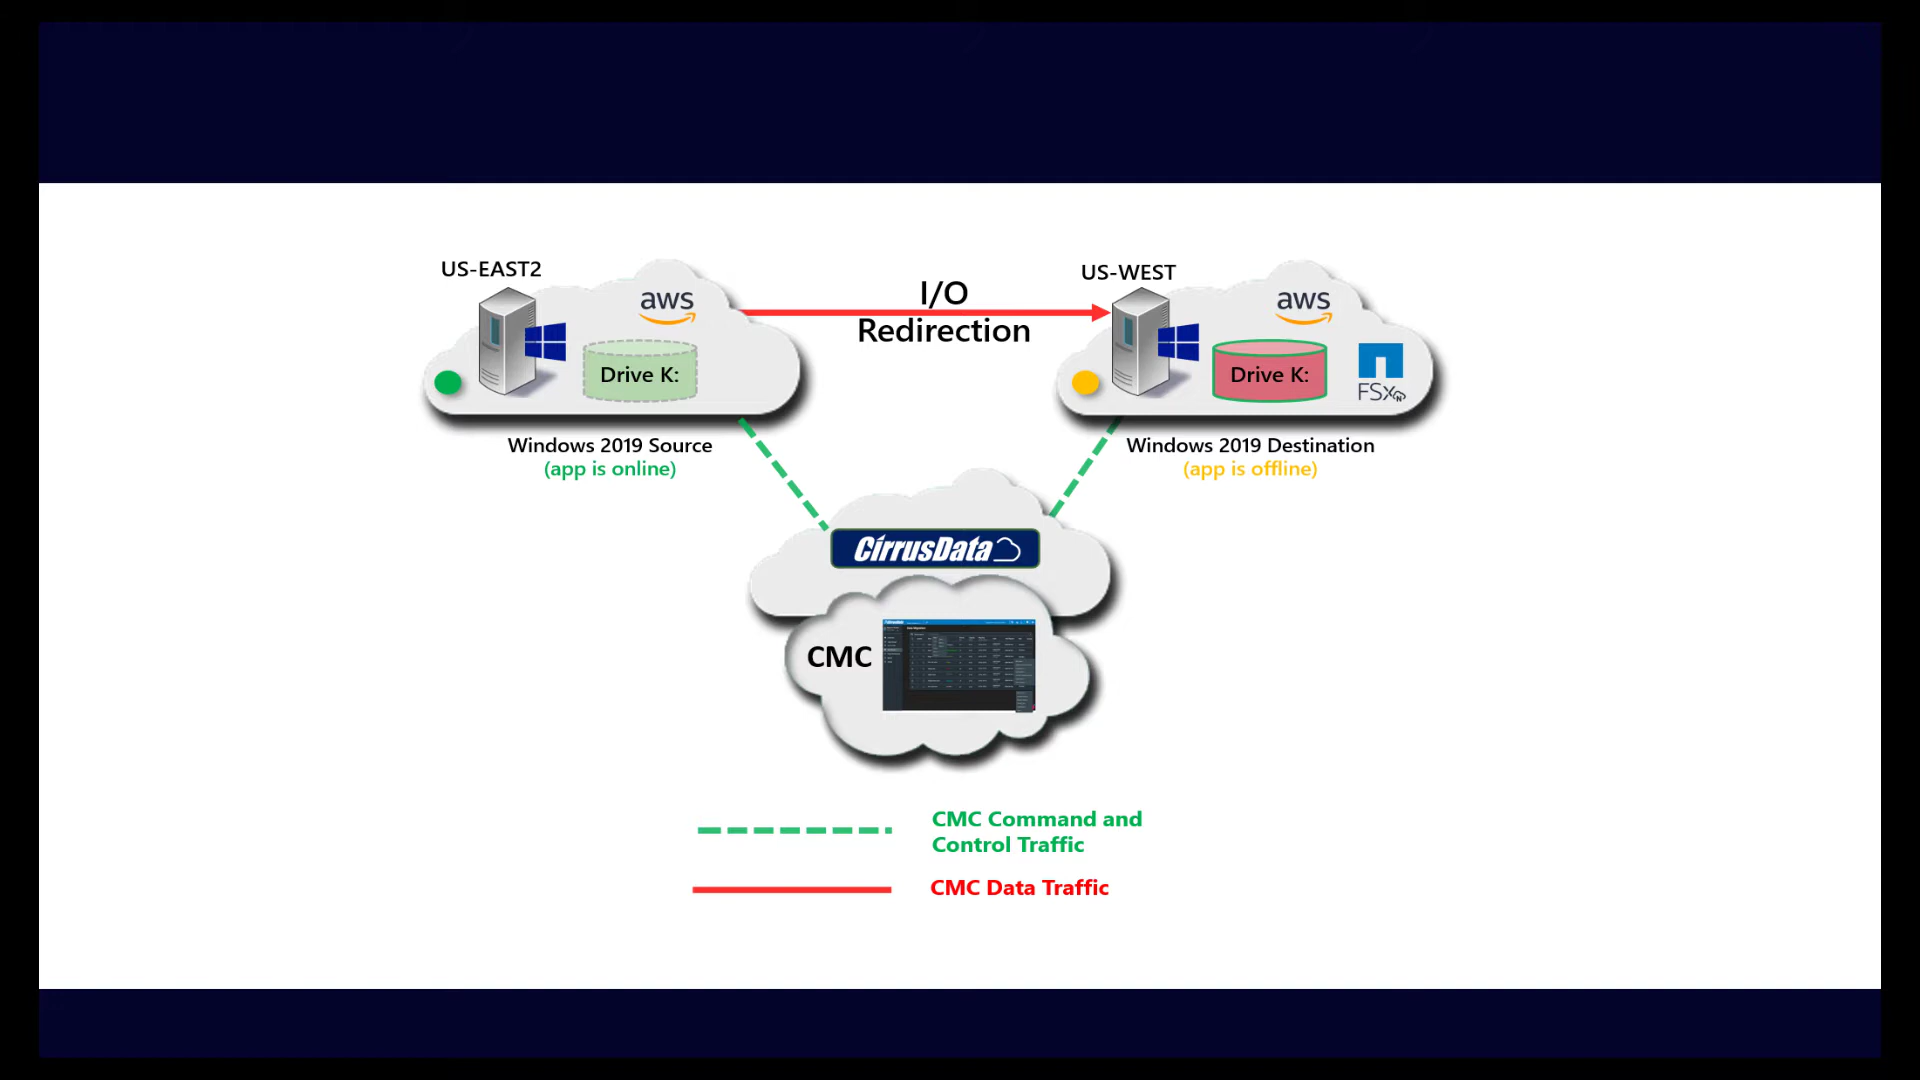 US-EAST2
aws
Drive K:
Windows 2019 Source
(app is online)
I/O
Redirection
US-WEST
aws
Drive K:
FSxN
Windows 2019 Destination
(app is offline)
CirrusData
CMC
CMC Command and
Control Traffic
CMC Data Traffic